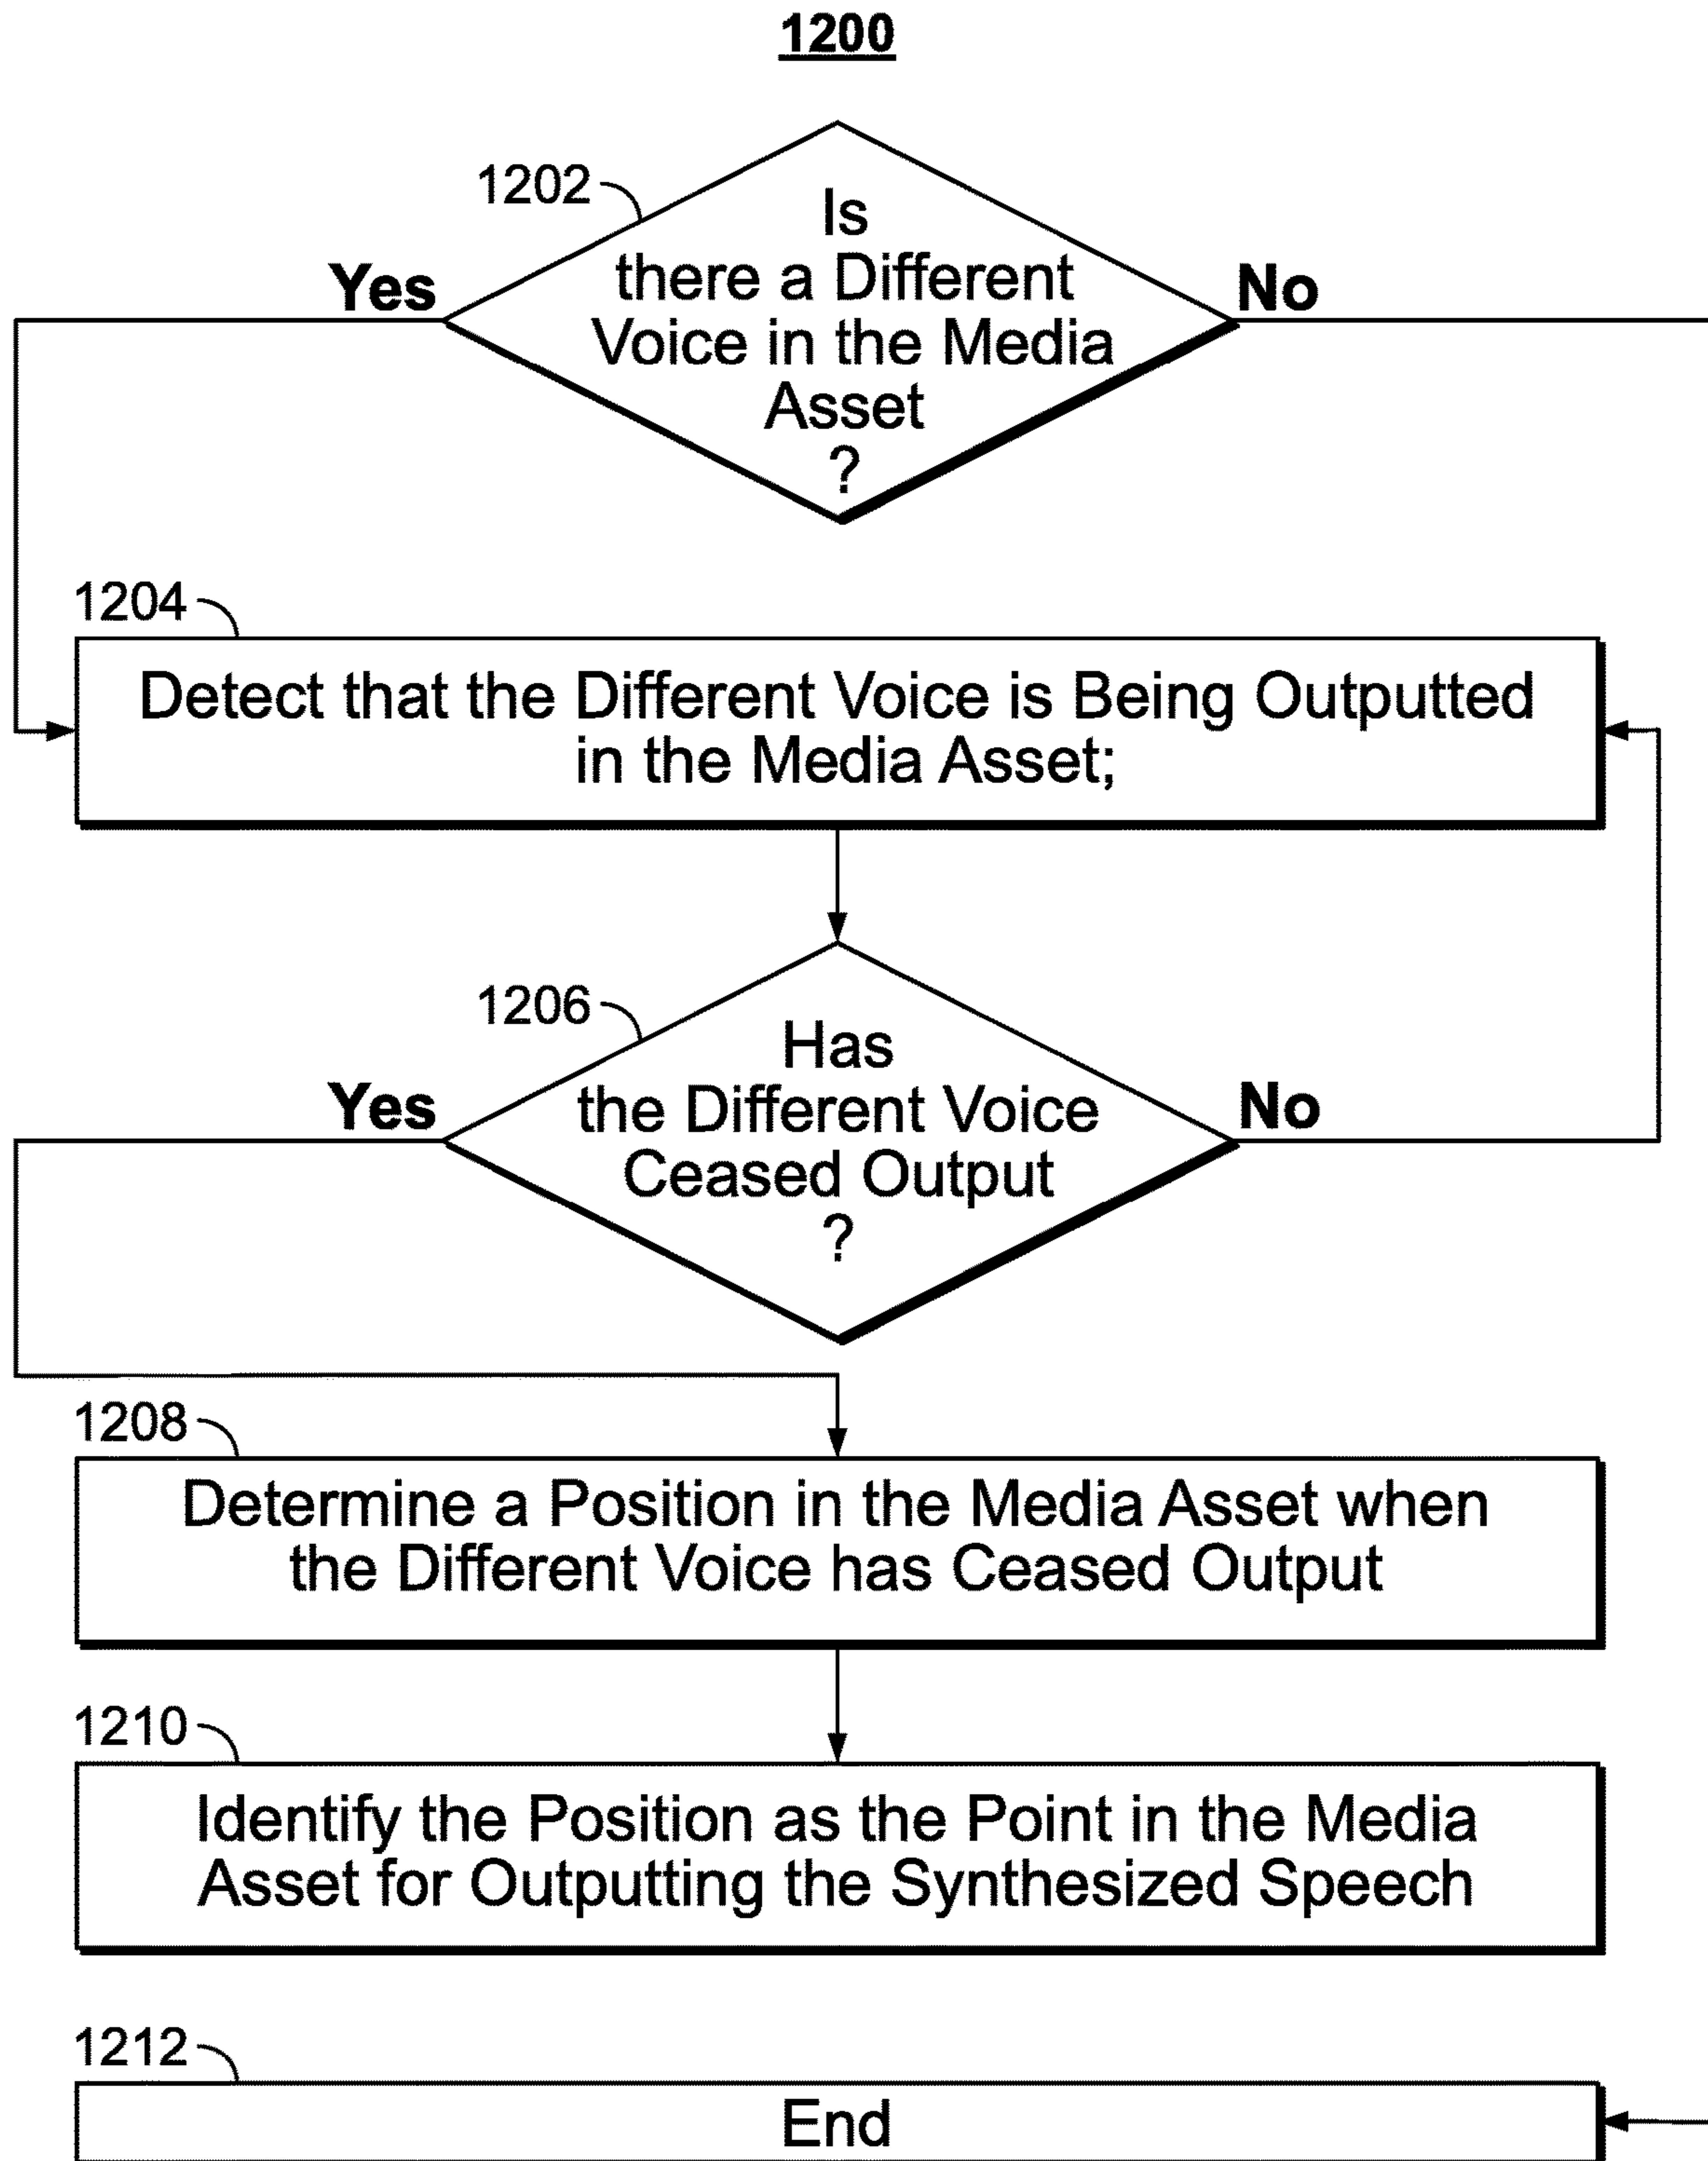 1200
1202
Is
there a Different
Voice in the Media
Asset
?
Yes
No
1204
Detect that the Different Voice is Being Outputted
in the Media Asset;
1206
Has
the Different Voice
Ceased Output
?
Yes
No
1208
Determine a Position in the Media Asset when
the Different Voice has Ceased Output
1210
Identify the Position as the Point in the Media
Asset for Outputting the Synthesized Speech
1212
End